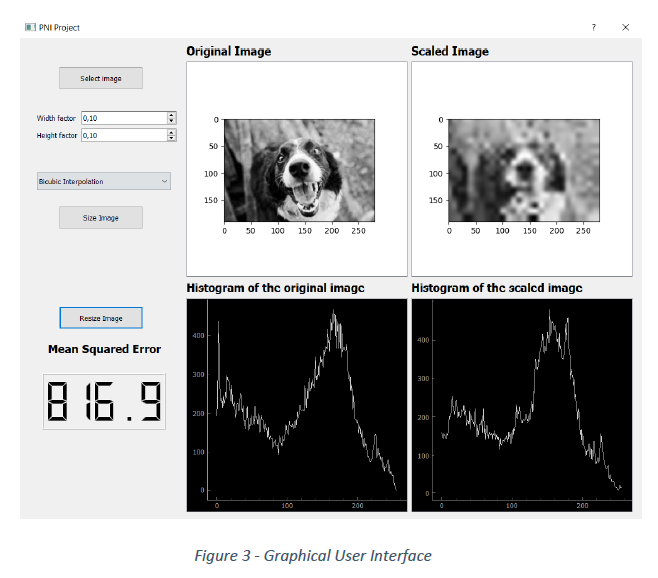 PNI Project
? ×
Original Image
Scaled Image
Select image
Width factor 0,10
Height factor 0,10
Bicubic Interpolation
Size Image
0
50
100
150
0 50 100 150 200 250
0
50
100
150
0 50 100 150 200 250
Histogram of the original image
Histogram of the scaled image
Resize Image
Mean Squared Error
816.9
400
300
200
100
0
0 100 200
400
300
200
100
0
0 100 200
Figure 3 - Graphical User Interface